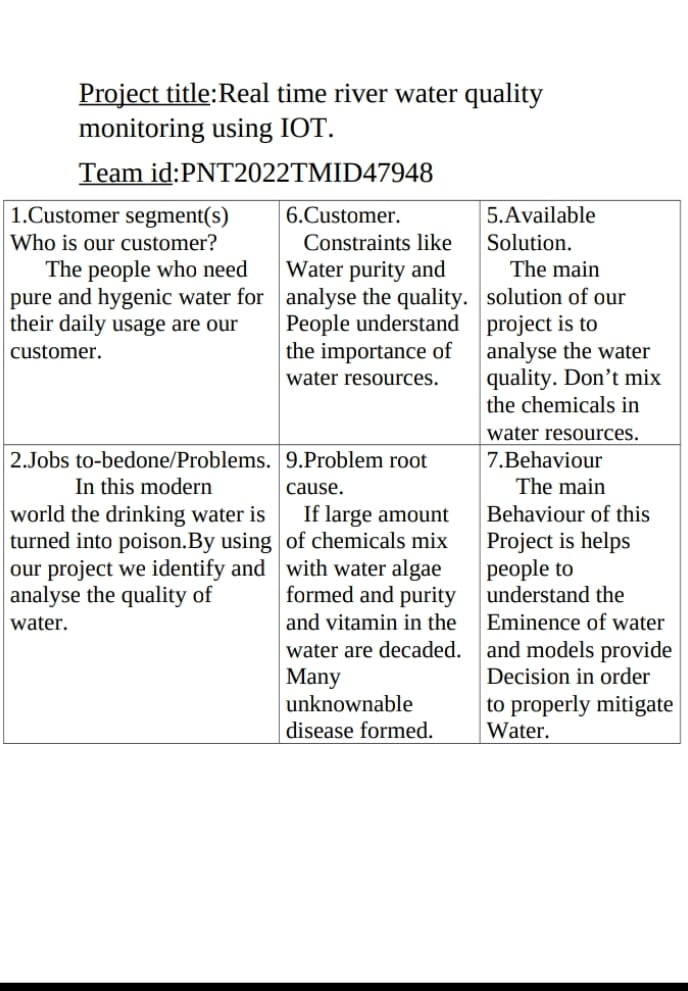 Project title:Real time river water quality
monitoring using IOT.
Team id:PNT2022TMID47948
1.Customer segment(s)
Who is our customer?
The people who need
pure and hygenic water for
their daily usage are our
customer.
6.Customer.
Constraints like
Water purity and
analyse the quality.
People understand
the importance of
water resources.
5.Available
Solution.
The main
solution of our
project is to
analyse the water
quality. Don’t mix
the chemicals in
water resources.
2.Jobs to-bedone/Problems.
In this modern
world the drinking water is
turned into poison.By using
our project we identify and
analyse the quality of
water.
9.Problem root
cause.
If large amount
of chemicals mix
with water algae
formed and purity
and vitamin in the
water are decaded.
Many
unknownable
disease formed.
7.Behaviour
The main
Behaviour of this
Project is helps
people to
understand the
Eminence of water
and models provide
Decision in order
to properly mitigate
Water.